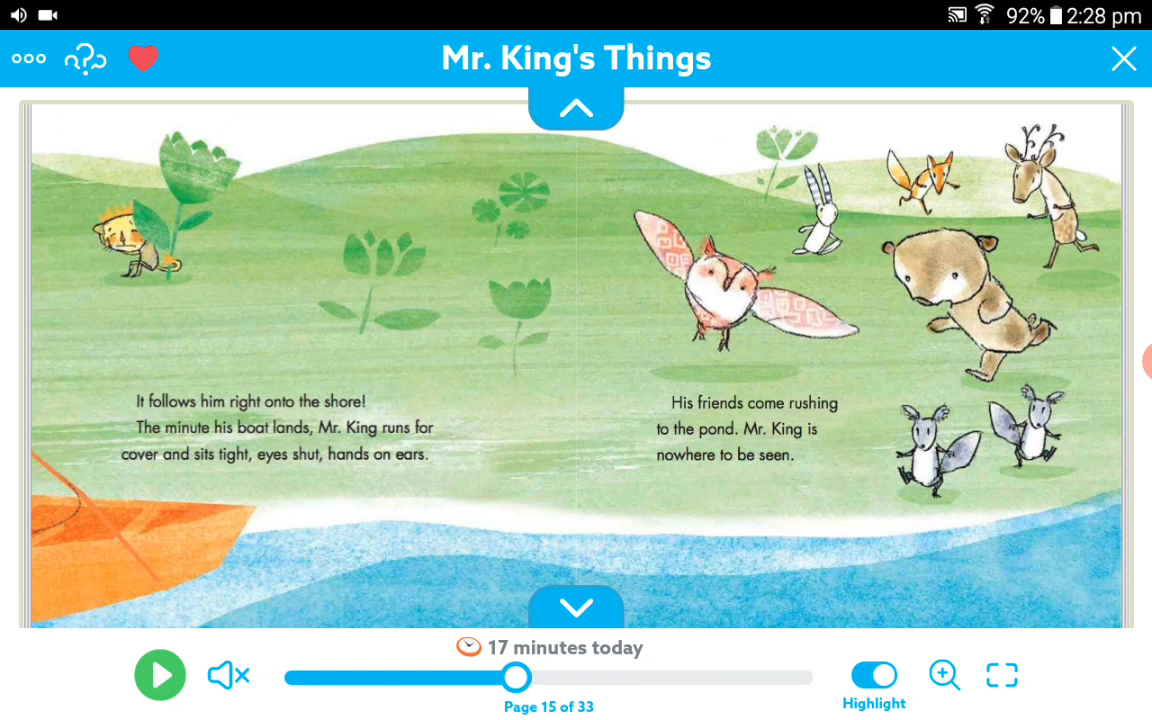 92% 2:28 pm
Mr. King's Things
It follows him right onto the shore!
The minute his boat lands, Mr. King runs for
cover and sits tight, eyes shut, hands on ears.
His friends come rushing
to the pond. Mr. King is
nowhere to be seen.
17 minutes today
Page 15 of 33
Highlight